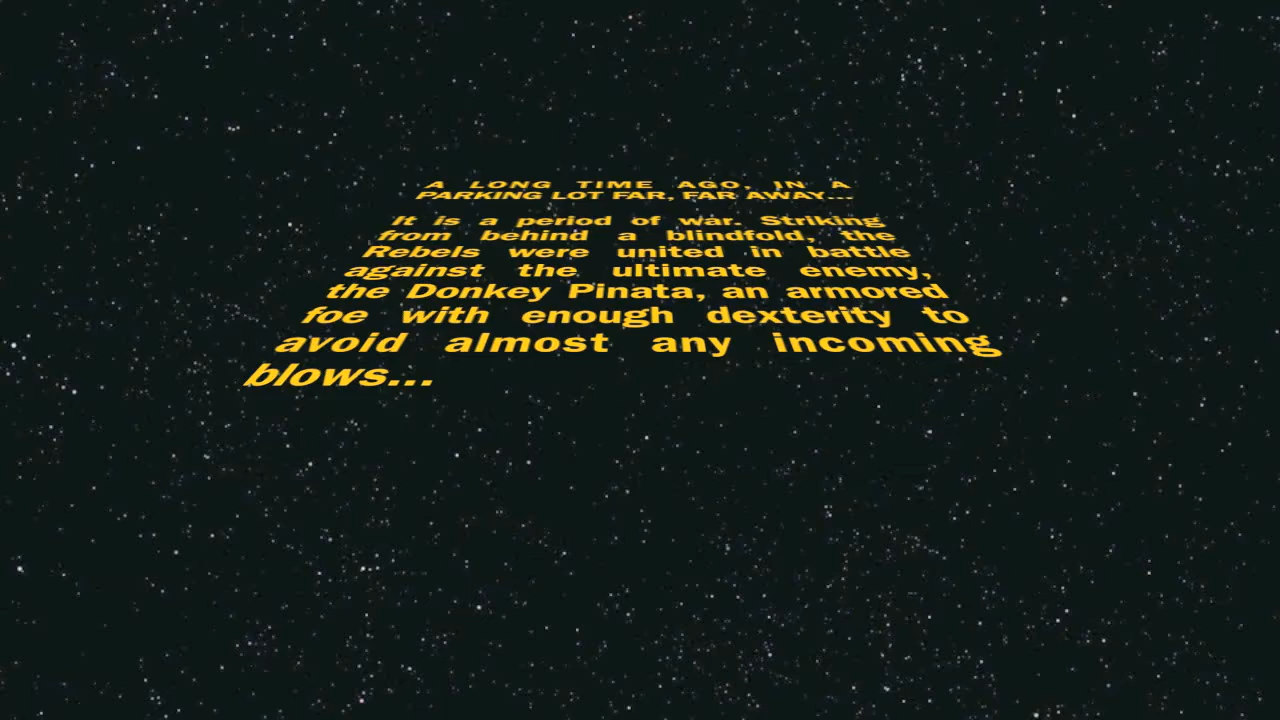 A LONG TIME AGO, IN A
PARKING LOT FAR, FAR AWAY...
It is a period of war. Striking
from behind a blindfold, the
Rebels were united in battle
against the ultimate enemy,
the Donkey Pinata, an armored
foe with enough dexterity to
avoid almost any incoming
blows...